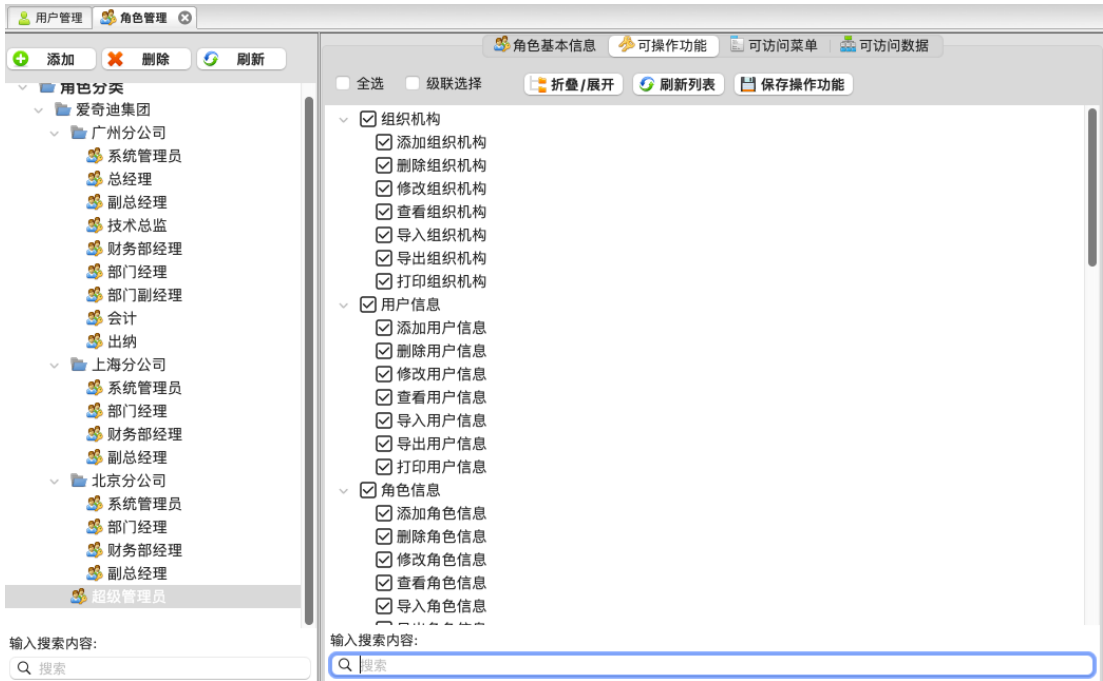 用户管理 角色管理
添加 删除 刷新
角色分类
爱奇迪集团
广州分公司
系统管理员
总经理
副总经理
技术总监
财务部经理
部门经理
部门副经理
会计
出纳
上海分公司
系统管理员
部门经理
财务部经理
副总经理
北京分公司
系统管理员
部门经理
财务部经理
副总经理
超级管理员
输入搜索内容:
搜索
角色基本信息 可操作功能 可访问菜单 可访问数据
全选 级联选择 折叠/展开 刷新列表 保存操作功能
组织机构
添加组织机构
删除组织机构
修改组织机构
查看组织机构
导入组织机构
导出组织机构
打印组织机构
用户信息
添加用户信息
删除用户信息
修改用户信息
查看用户信息
导入用户信息
导出用户信息
打印用户信息
角色信息
添加角色信息
删除角色信息
修改角色信息
查看角色信息
导入角色信息
输入搜索内容:
搜索